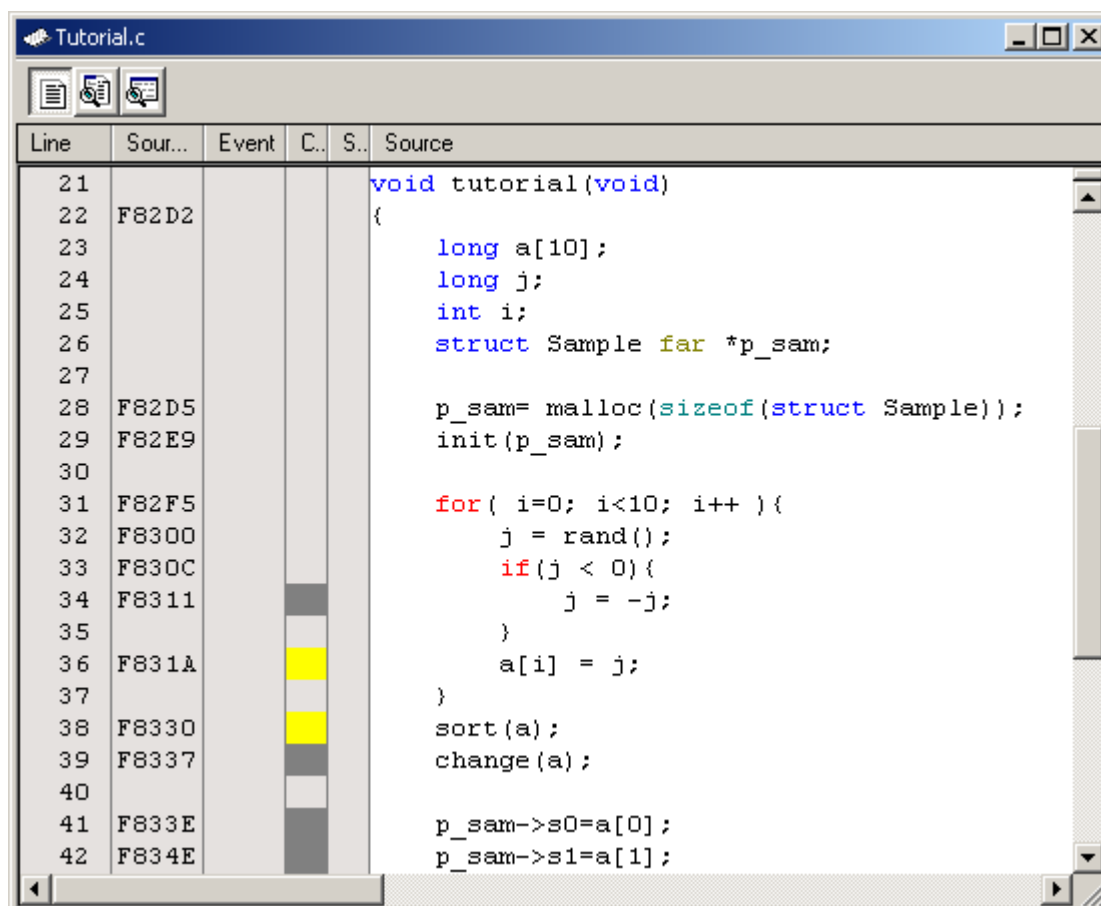 Tutorial.c
Line Sour... Event C.. S.. Source
21 void tutorial(void)
22 F82D2 {
23 long a[10];
24 long j;
25 int i;
26 struct Sample far *p_sam;
27
28 F82D5 p_sam= malloc(sizeof(struct Sample));
29 F82E9 init(p_sam);
30
31 F82F5 for( i=0; i<10; i++ ){
32 F8300 j = rand();
33 F830C if(j < 0){
34 F8311 j = -j;
35 }
36 F831A a[i] = j;
37 }
38 F8330 sort(a);
39 F8337 change(a);
40
41 F833E p_sam->s0=a[0];
42 F834E p_sam->s1=a[1];